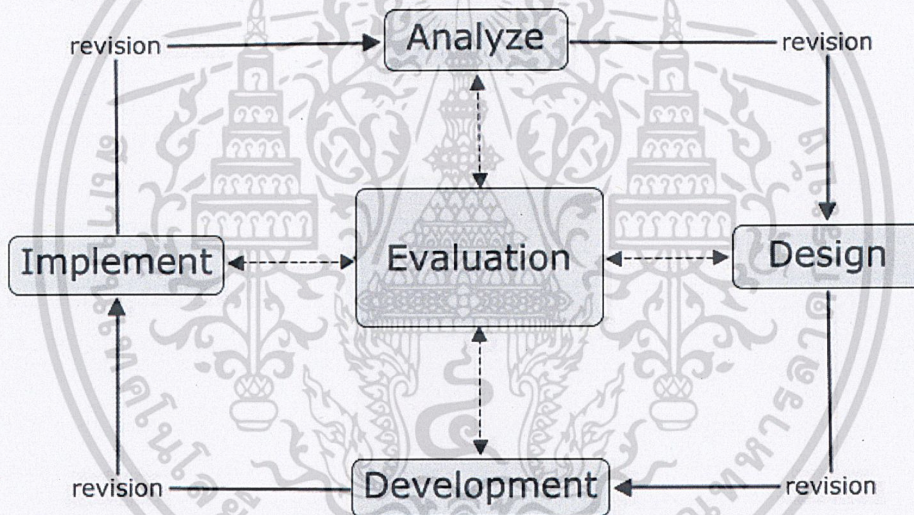 Analyze
revision
revision
Implement
Evaluation
Design
revision
Development
revision